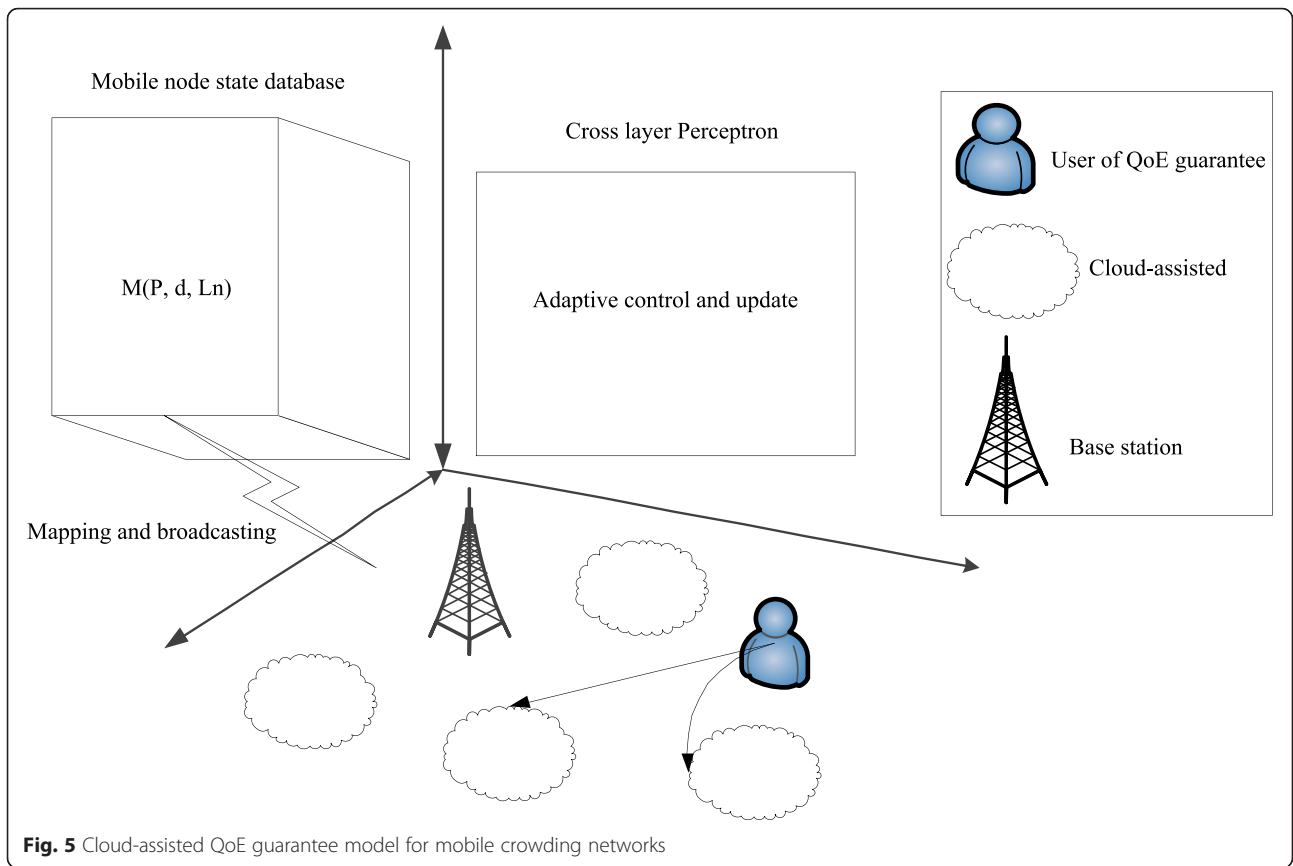 Mobile node state database
Cross layer Perceptron
User of QoE guarantee
M(P, d, Ln)
Cloud-assisted
Adaptive control and update
Base station
Mapping and broadcasting
Fig. 5 Cloud-assisted QoE guarantee model for mobile crowding networks